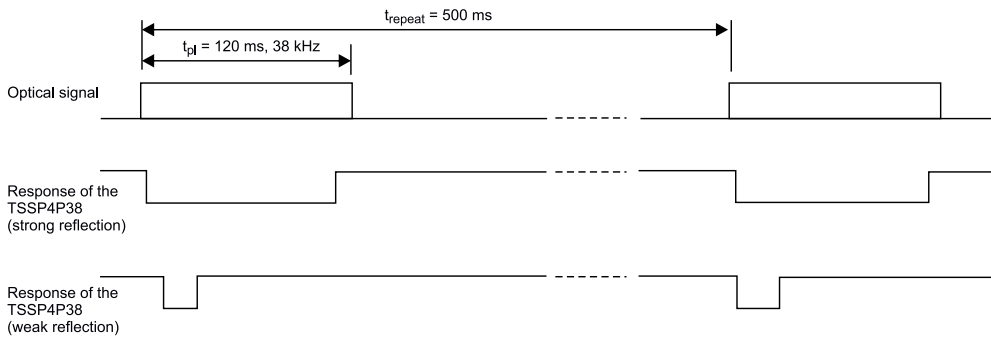 t_repeat = 500 ms
t_pl = 120 ms, 38 kHz
Optical signal
Response of the
TSSP4P38
(strong reflection)
Response of the
TSSP4P38
(weak reflection)